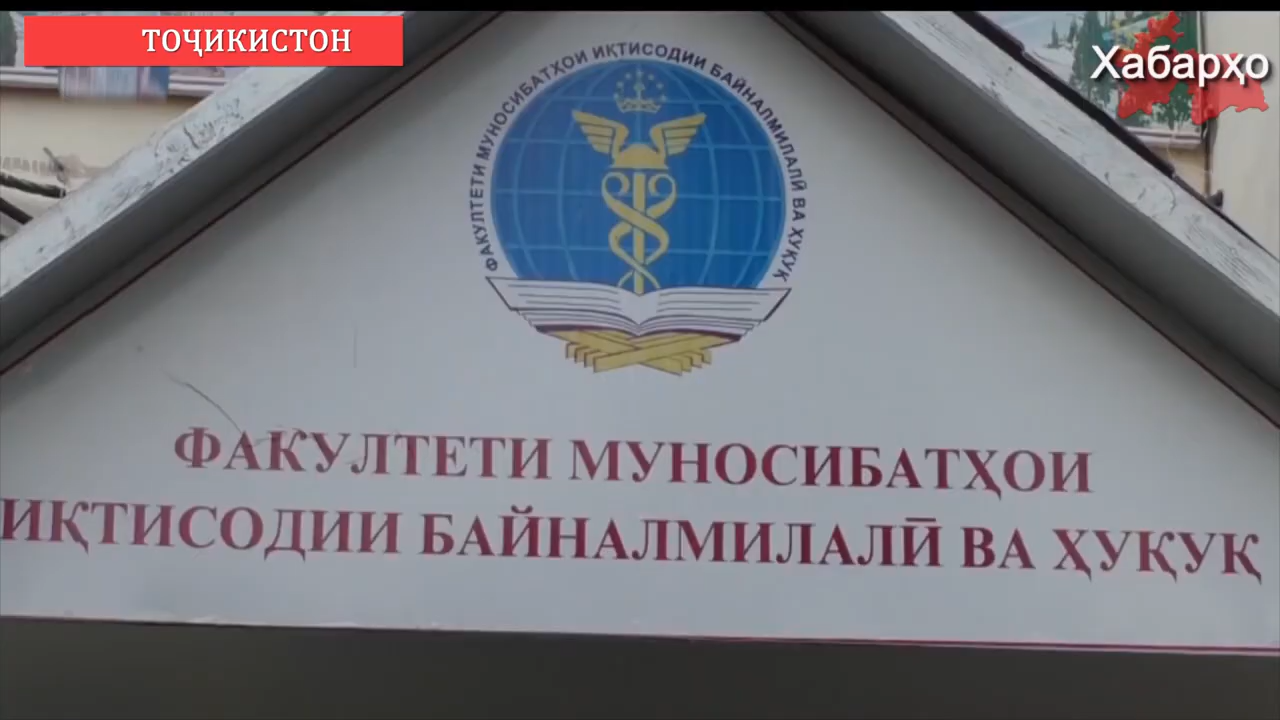 ТОҶИКИСТОН
Хабарҳо
ФАКУЛТЕТИ МУНОСИБАТҲОИ ИҚТИСОДИИ БАЙНАЛМИЛАЛӢ ВА ҲУҚУҚ
ФАКУЛТЕТИ МУНОСИБАТҲОИ
ИҚТИСОДИИ БАЙНАЛМИЛАЛӢ ВА ҲУҚУҚ